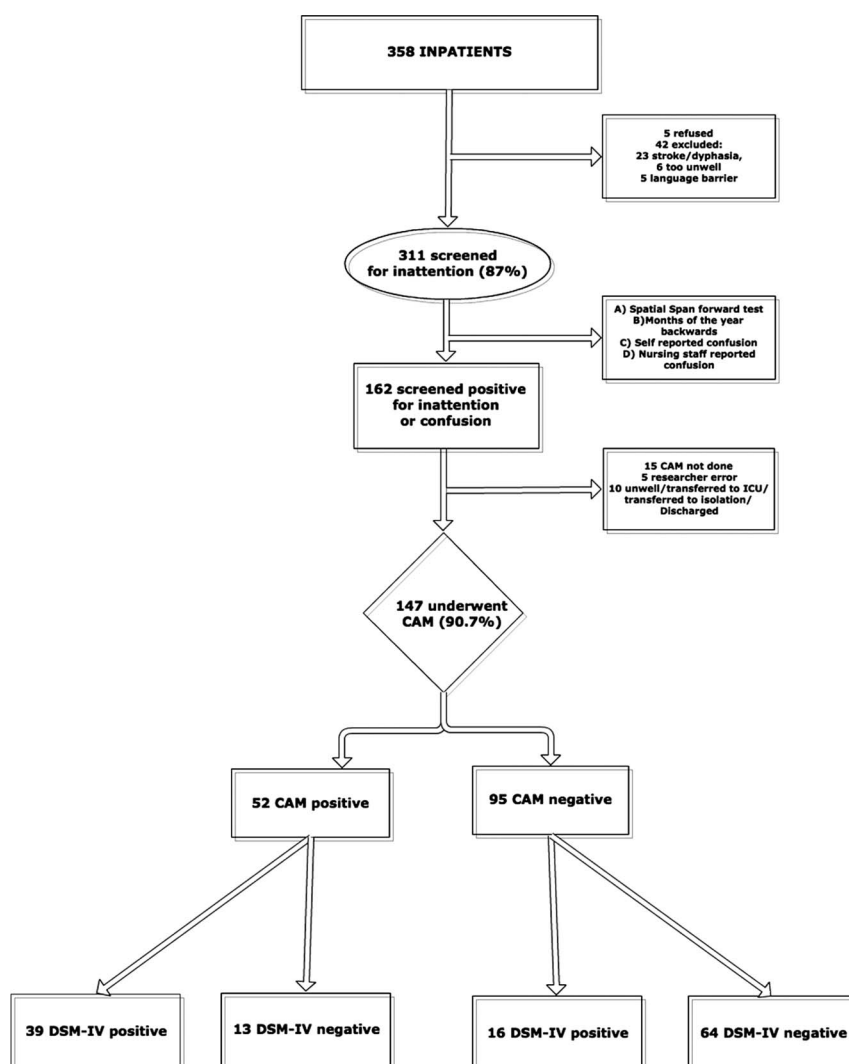 358 INPATIENTS
5 refused
42 excluded:
23 stroke/dyphasia,
6 too unwell
5 language barrier
311 screened
for inattention (87%)
A) Spatial Span forward test
B)Months of the year
backwards
C) Self reported confusion
D) Nursing staff reported
confusion
162 screened positive
for inattention
or confusion
15 CAM not done
5 researcher error
10 unwell/transferred to ICU/
transferred to isolation/
Discharged
147 underwent
CAM (90.7%)
52 CAM positive
95 CAM negative
39 DSM-IV positive
13 DSM-IV negative
16 DSM-IV positive
64 DSM-IV negative